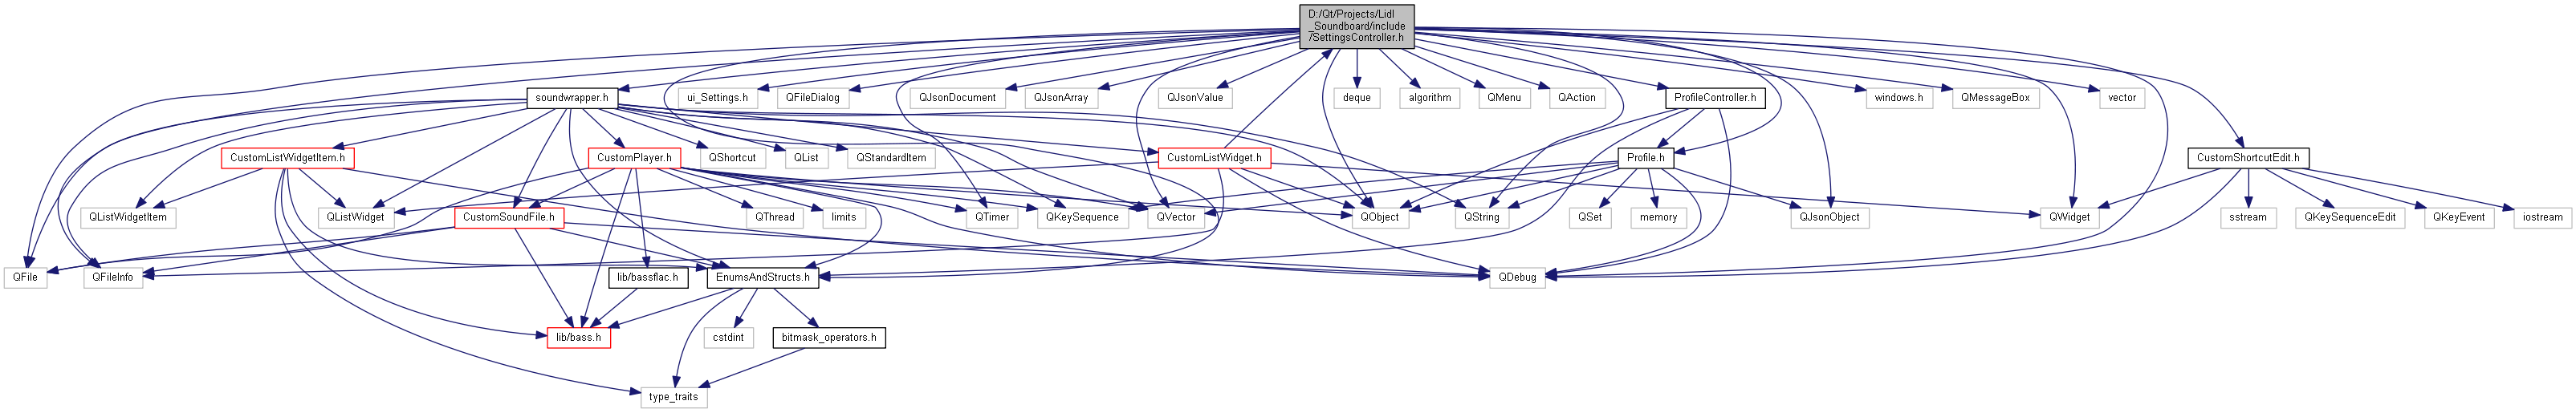 D:/Qt/Projects/Lidl
_Soundboard/include
/SettingsController.h
soundwrapper.h
ui_Settings.h
QFileDialog
QJsonDocument
QJsonArray
QJsonValue
deque
algorithm
QMenu
QAction
ProfileController.h
windows.h
QMessageBox
vector
CustomListWidgetItem.h
CustomPlayer.h
QShortcut
QList
QStandardItem
CustomListWidget.h
Profile.h
CustomShortcutEdit.h
QListWidgetItem
QListWidget
CustomSoundFile.h
QThread
limits
QTimer
QKeySequence
QVector
QObject
QString
QSet
memory
QJsonObject
QWidget
sstream
QKeySequenceEdit
QKeyEvent
iostream
QFile
QFileInfo
lib/bassflac.h
EnumsAndStructs.h
QDebug
lib/bass.h
cstdint
bitmask_operators.h
type_traits